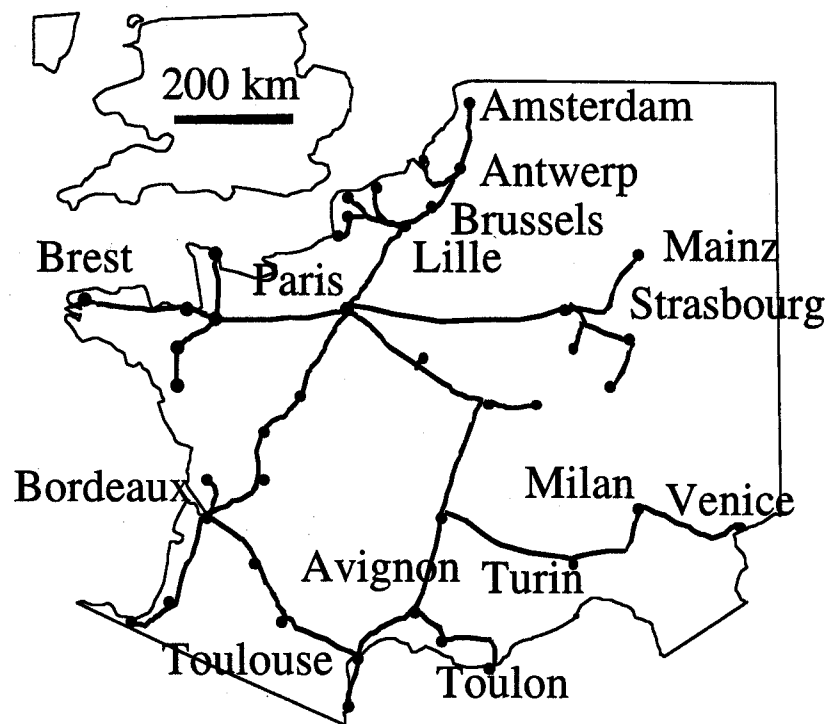 200 km
Amsterdam
Antwerp
Brussels
Brest
Lille
Mainz
Paris
Strasbourg
Bordeaux
Milan
Venice
Avignon
Turin
Toulouse
Toulon